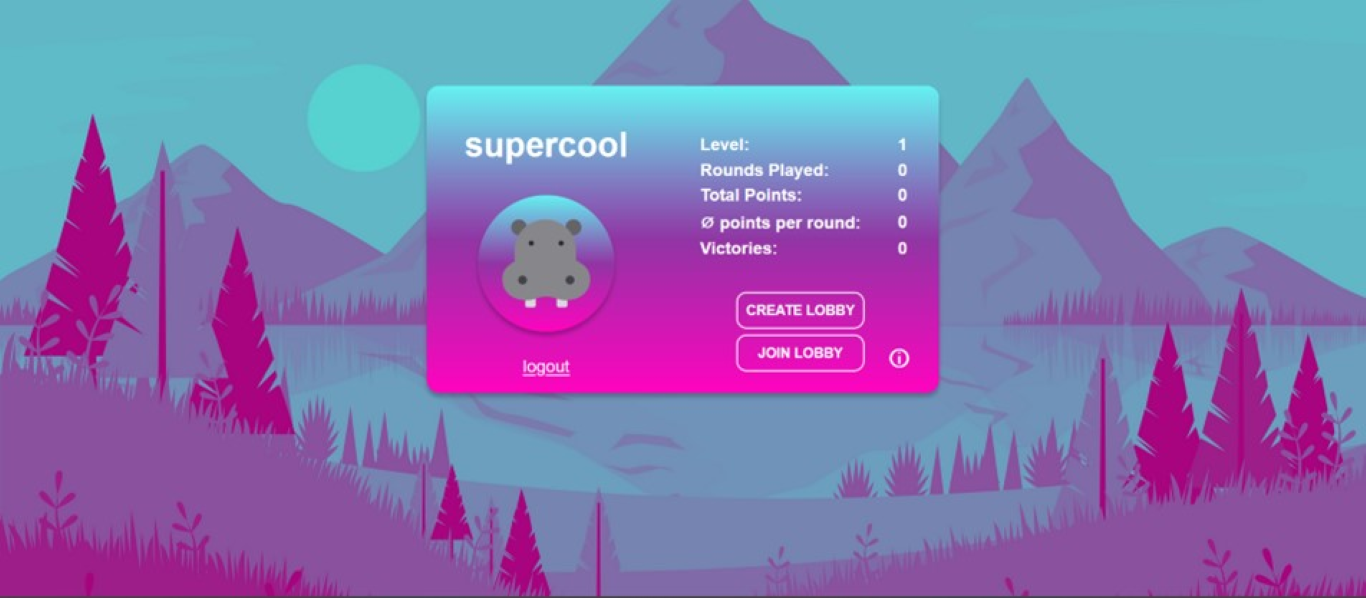 supercool
Level: 1
Rounds Played: 0
Total Points: 0
Ø points per round: 0
Victories: 0
CREATE LOBBY
JOIN LOBBY
logout